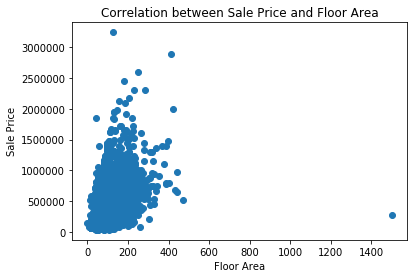 Correlation between Sale Price and Floor Area
3000000
2500000
2000000
1500000
1000000
500000
0
Sale Price
0 200 400 600 800 1000 1200 1400
Floor Area